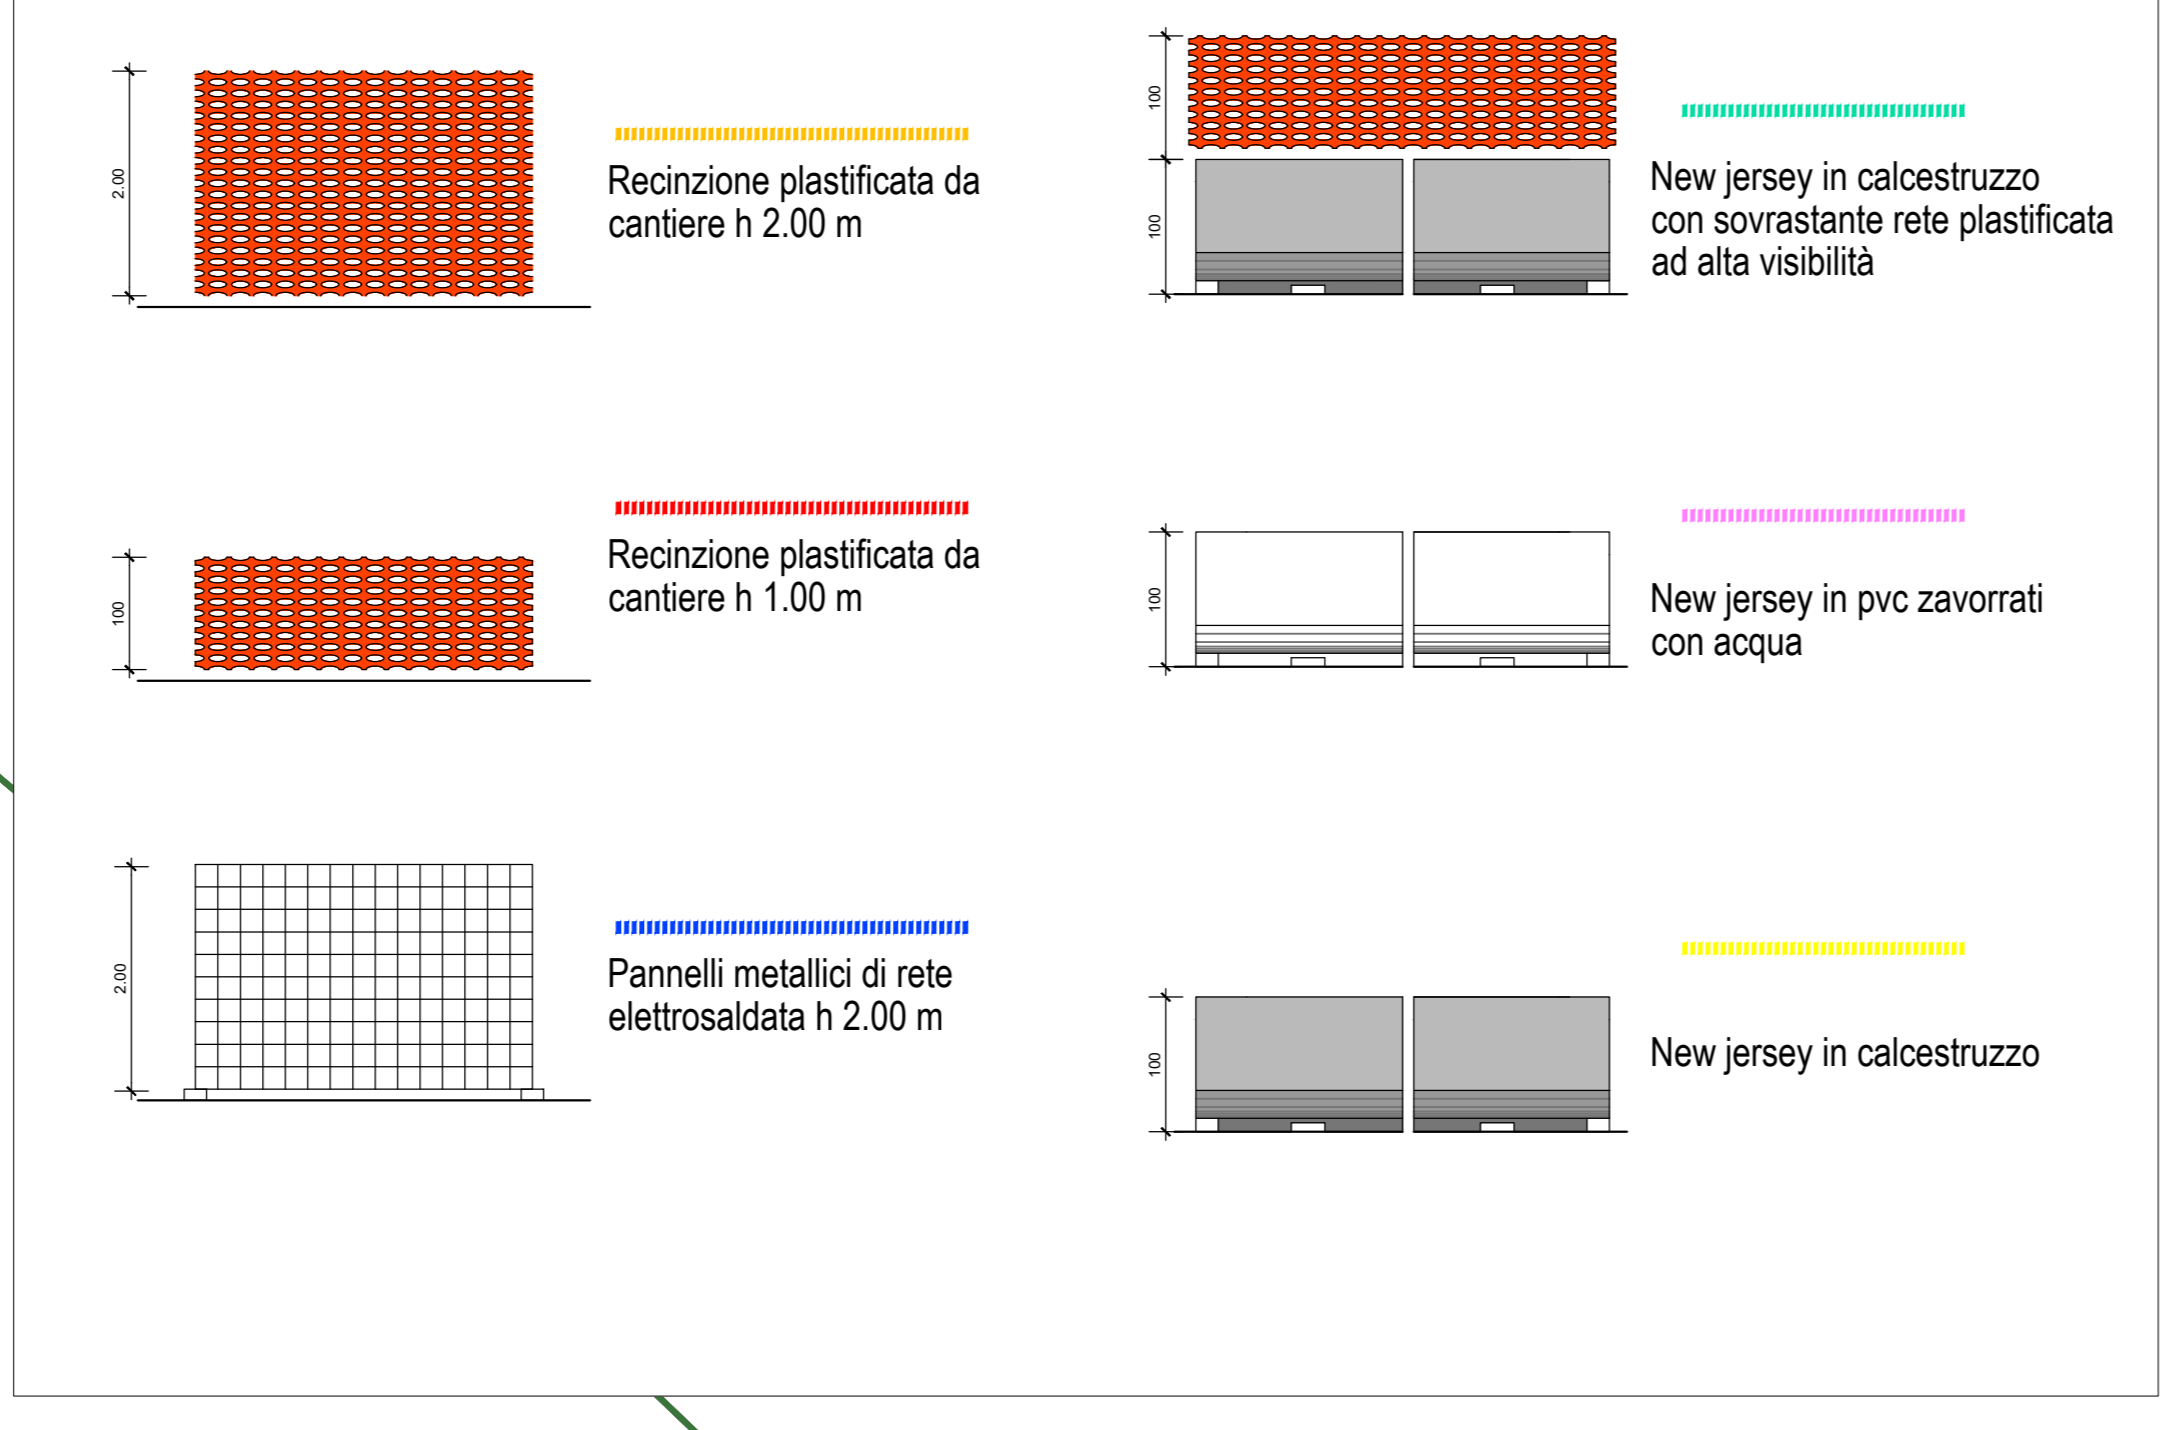 2.00
Recinzione plastificata da
cantiere h 2.00 m
100
Recinzione plastificata da
cantiere h 1.00 m
2.00
Pannelli metallici di rete
elettrosaldata h 2.00 m
100
100
New jersey in calcestruzzo
con sovrastante rete plastificata
ad alta visibilità
100
New jersey in pvc zavorrati
con acqua
100
New jersey in calcestruzzo